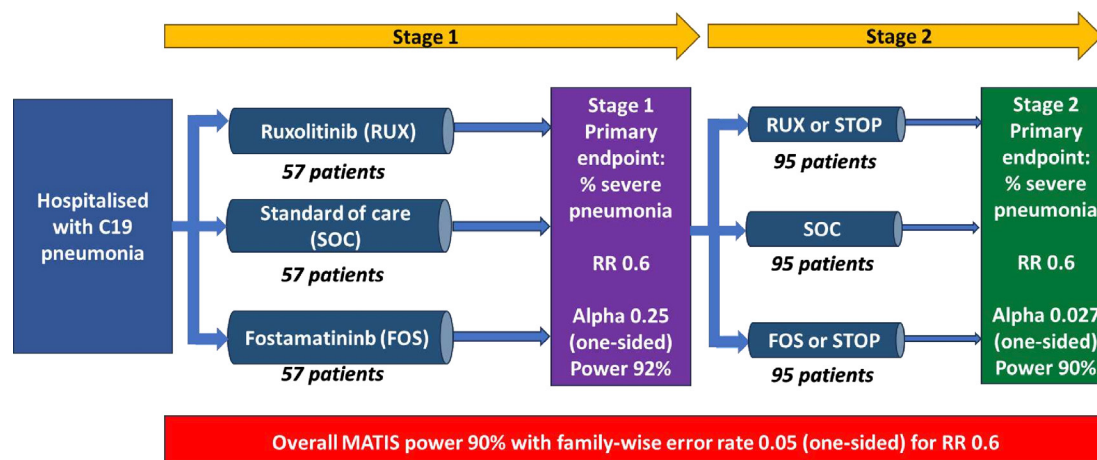 Stage 1
Stage 2
Hospitalised
with C19
pneumonia
Ruxolitinib (RUX)
57 patients
Standard of care
(SOC)
57 patients
Fostamatininb (FOS)
57 patients
Stage 1
Primary
endpoint:
% severe
pneumonia
RR 0.6
Alpha 0.25
(one-sided)
Power 92%
RUX or STOP
95 patients
SOC
95 patients
FOS or STOP
95 patients
Stage 2
Primary
endpoint:
% severe
pneumonia
RR 0.6
Alpha 0.027
(one-sided)
Power 90%
Overall MATIS power 90% with family-wise error rate 0.05 (one-sided) for RR 0.6